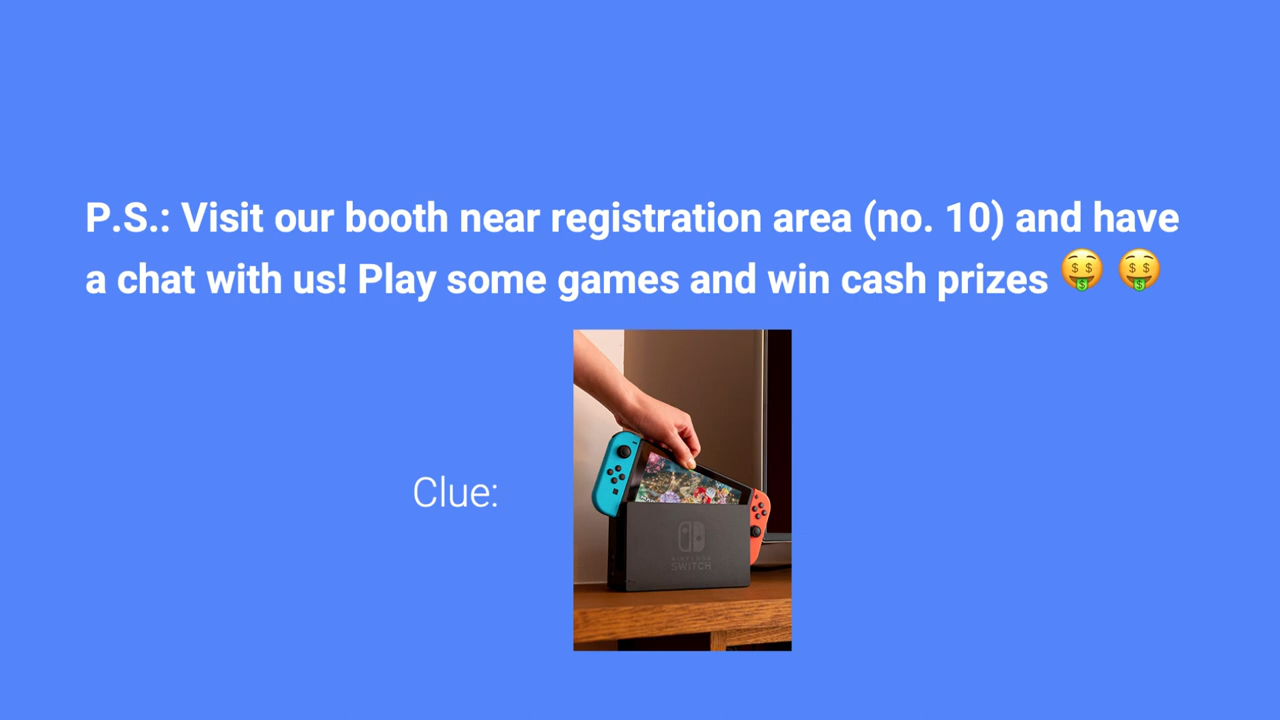 P.S.: Visit our booth near registration area (no. 10) and have
a chat with us! Play some games and win cash prizes 🤑 🤑
Clue:
NINTENDO
SWITCH